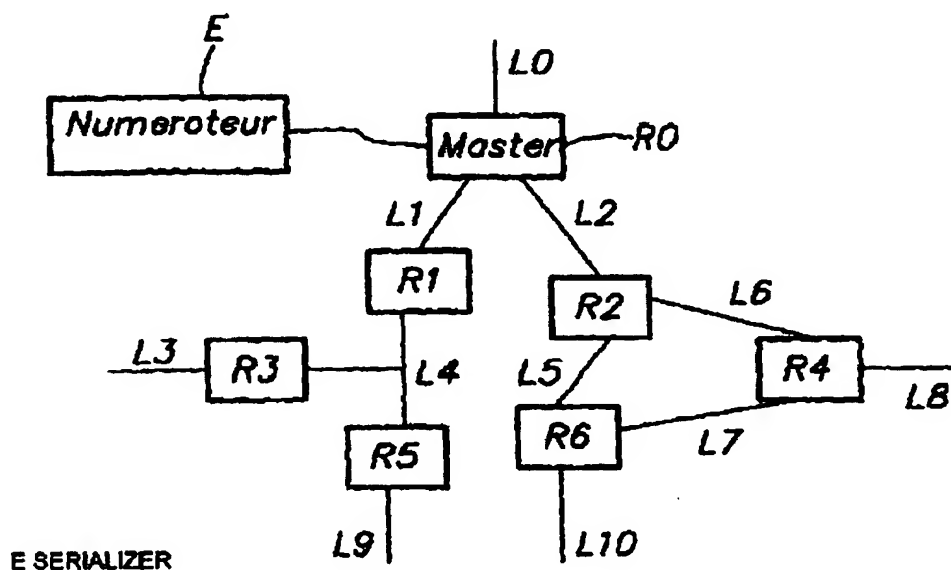 E
L0
Numeroteur
Master
R0
L1
L2
R1
R2
L6
L3
R3
L4
L5
R4
L8
R5
R6
L7
L9
L10
E SERIALIZER